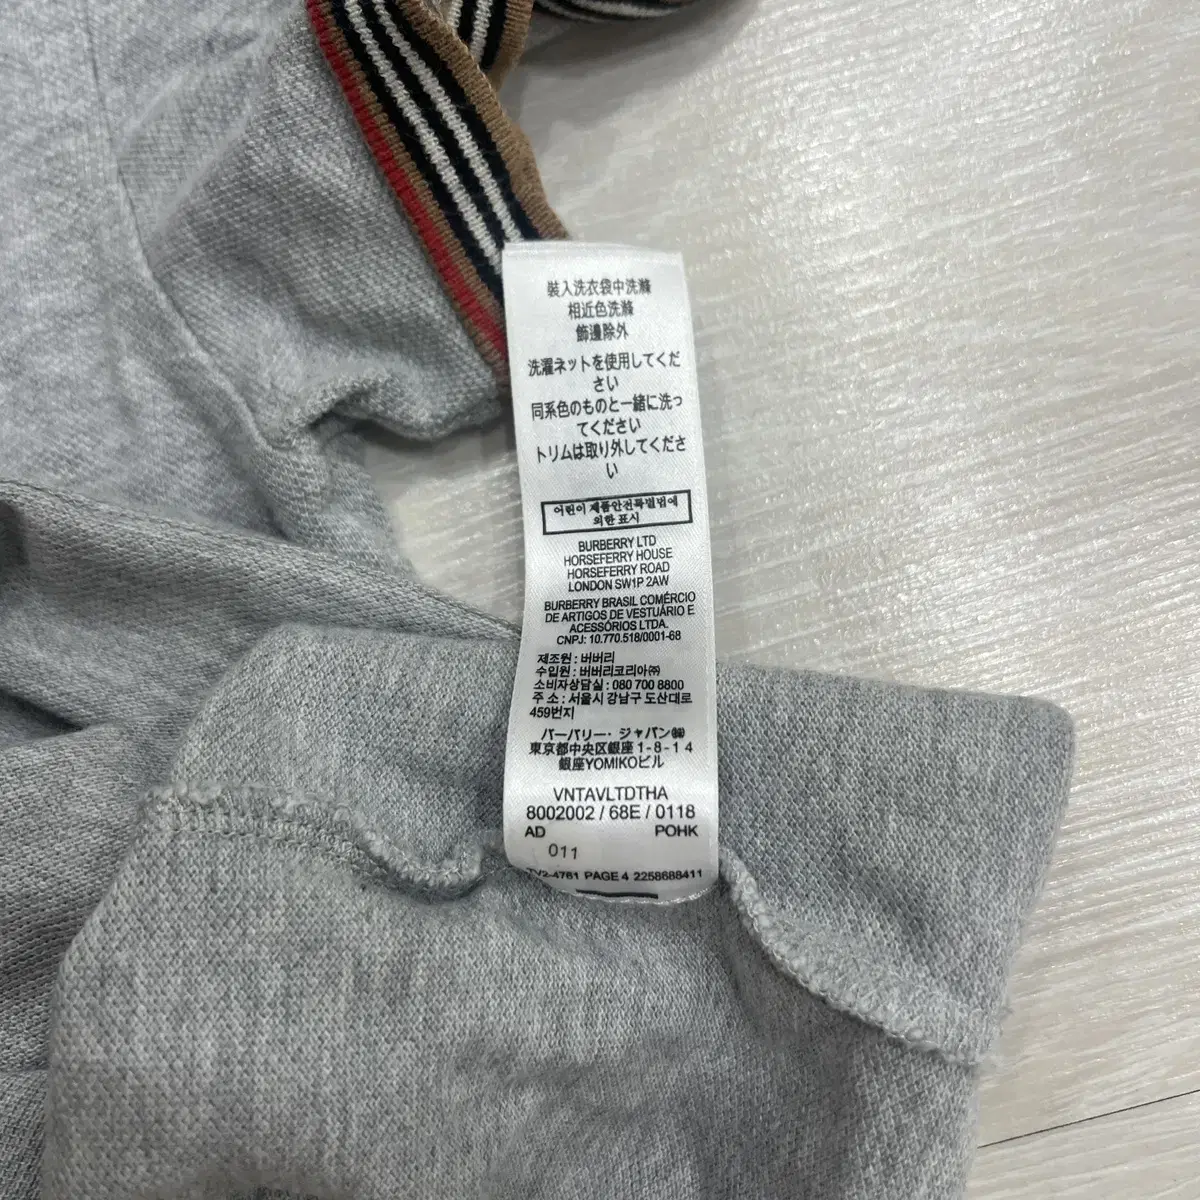 裝入洗衣袋中洗滌
相近色洗滌
飾邊除外
洗濯ネットを使用してくだ
さい
同系色のものと一緒に洗っ
てください
トリムは取り外してくださ
い
어린이 제품안전특별법에
의한 표시
BURBERRY LTD
HORSEFERRY HOUSE
HORSEFERRY ROAD
LONDON SW1P 2AW
BURBERRY BRASIL COMÉRCIO
DE ARTIGOS DE VESTUÁRIO E
ACESSÓRIOS LTDA.
CNPJ: 10.770.518/0001-68
제조원 : 버버리
수입원 : 버버리코리아㈜
소비자상담실 : 080 700 8800
주 소 : 서울시 강남구 도산대로
459번지
バーバリー・ジャパン㈱
東京都中央区銀座1-8-14
銀座YOMIKOビル
VNTAVLTDTHA
8002002 / 68E / 0118
AD POHK
011
TV2-4761 PAGE 4 2258688411